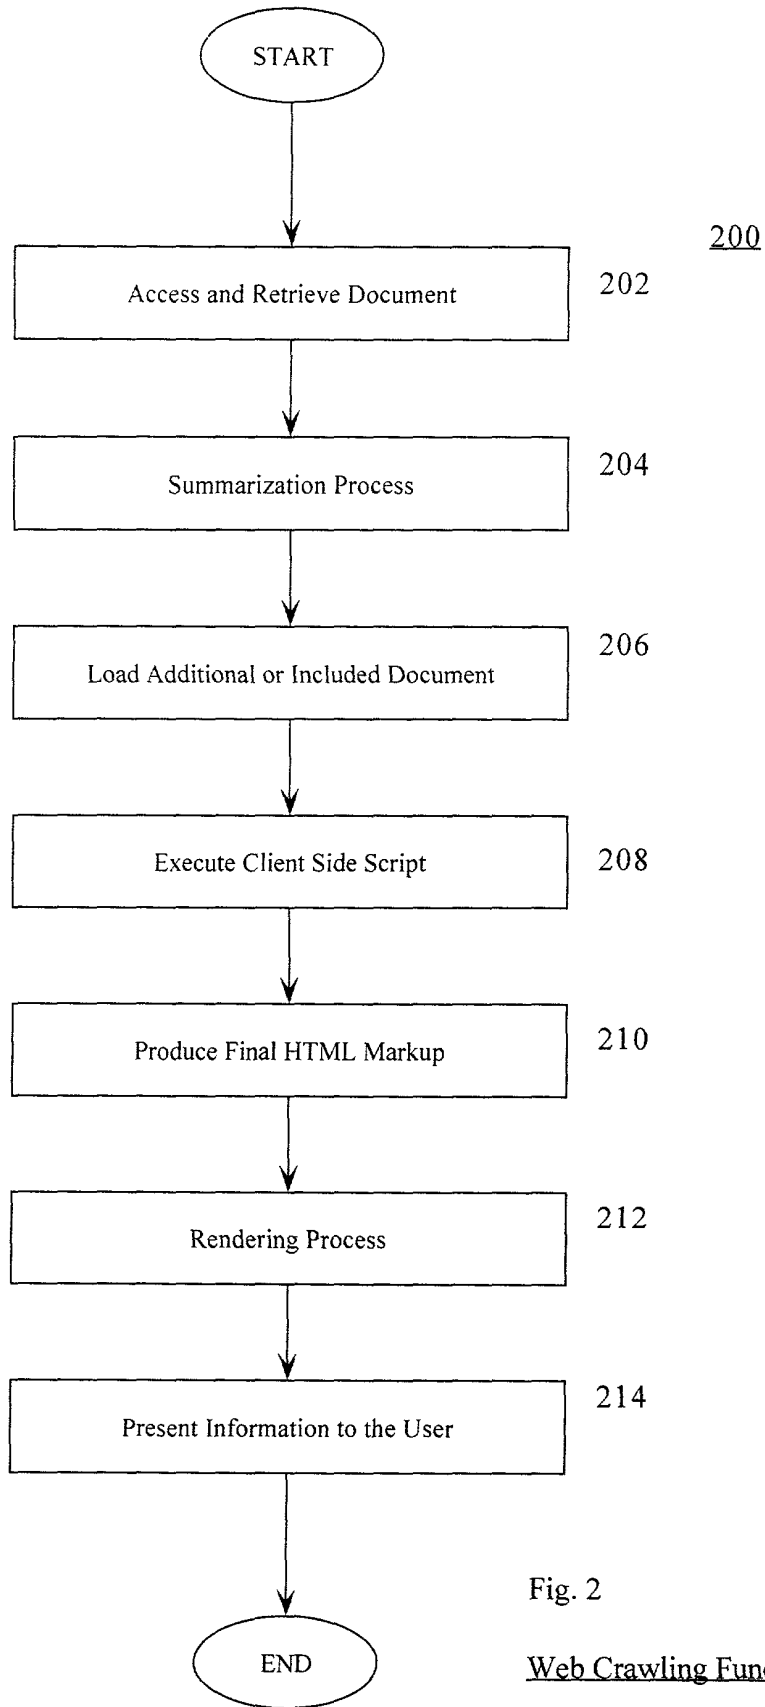 START
200
Access and Retrieve Document
202
Summarization Process
204
Load Additional or Included Document
206
Execute Client Side Script
208
Produce Final HTML Markup
210
Rendering Process
212
Present Information to the User
214
END
Fig. 2
Web Crawling